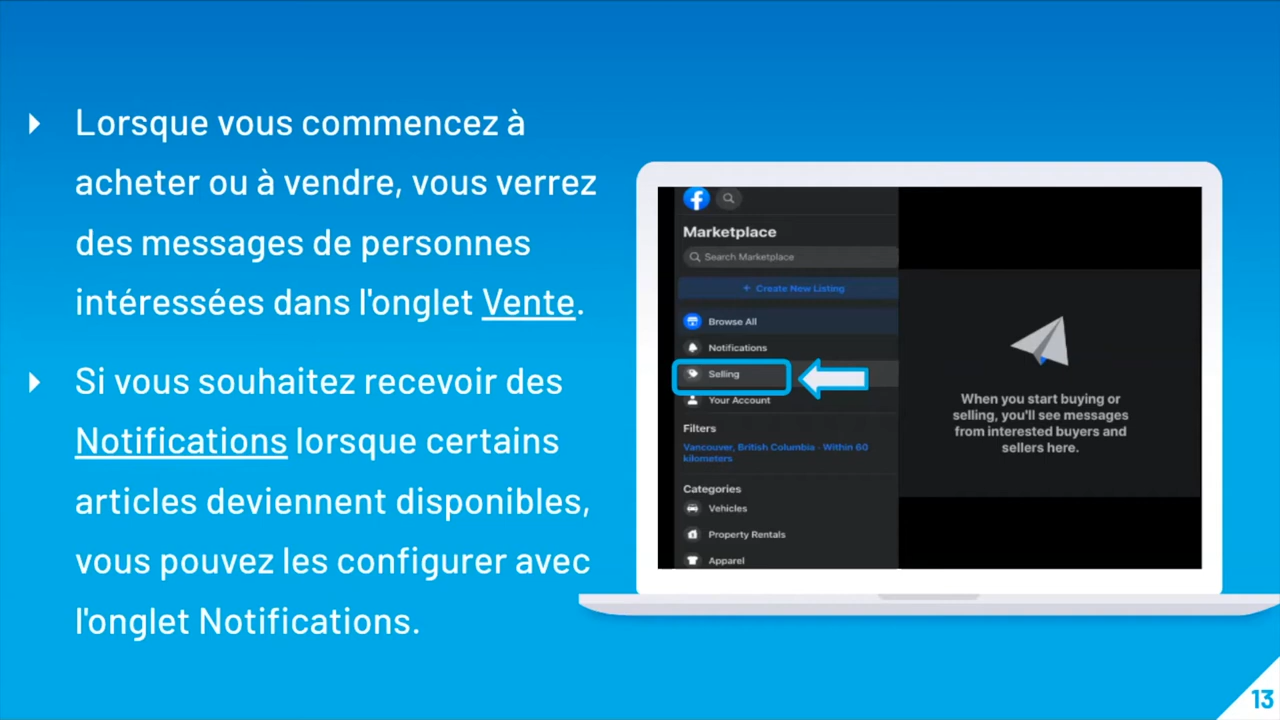 Lorsque vous commencez à
acheter ou à vendre, vous verrez
des messages de personnes
intéressées dans l'onglet Vente.
Si vous souhaitez recevoir des
Notifications lorsque certains
articles deviennent disponibles,
vous pouvez les configurer avec
l'onglet Notifications.
Marketplace
Search Marketplace
+ Create New Listing
Browse All
Notifications
Selling
Your Account
Filters
Vancouver, British Columbia · Within 60
kilometers
Categories
Vehicles
Property Rentals
Apparel
When you start buying or
selling, you'll see messages
from interested buyers and
sellers here.
13